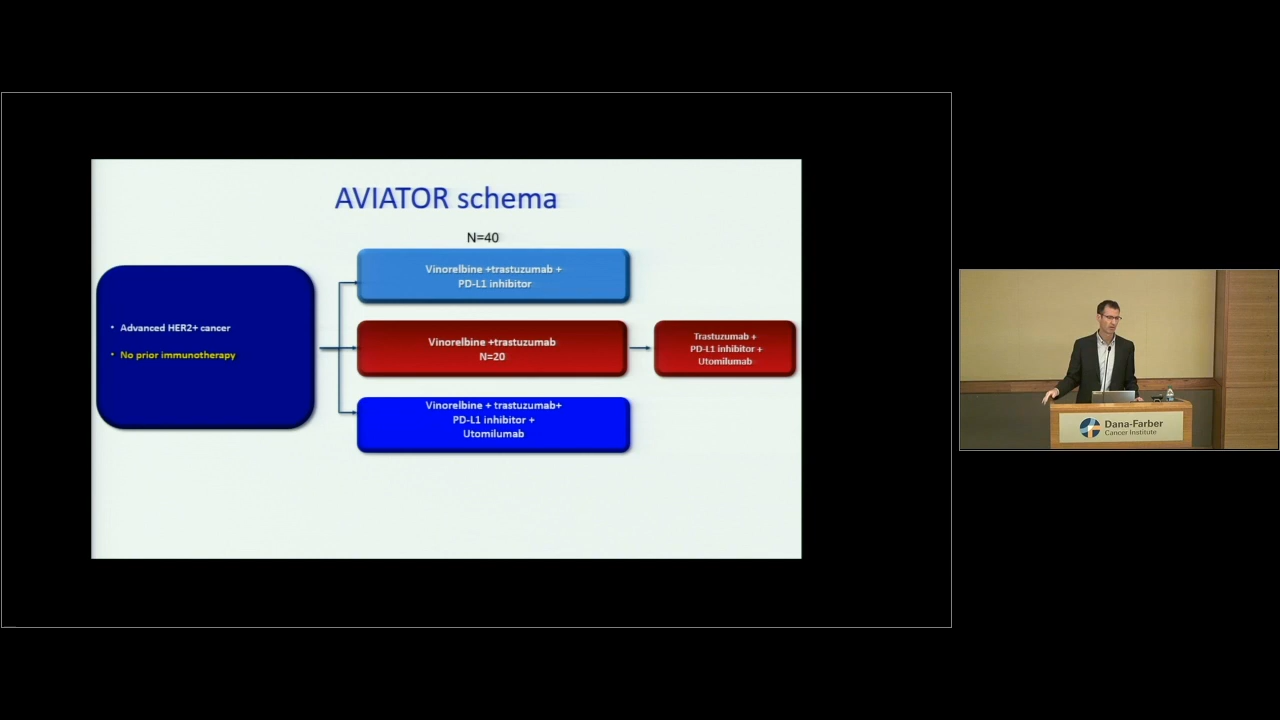 AVIATOR schema
N=40
• Advanced HER2+ cancer
• No prior immunotherapy
Vinorelbine +trastuzumab +
PD-L1 inhibitor
Vinorelbine +trastuzumab
N=20
Trastuzumab +
PD-L1 inhibitor +
Utomilumab
Vinorelbine + trastuzumab+
PD-L1 inhibitor +
Utomilumab
Dana-Farber
Cancer Institute